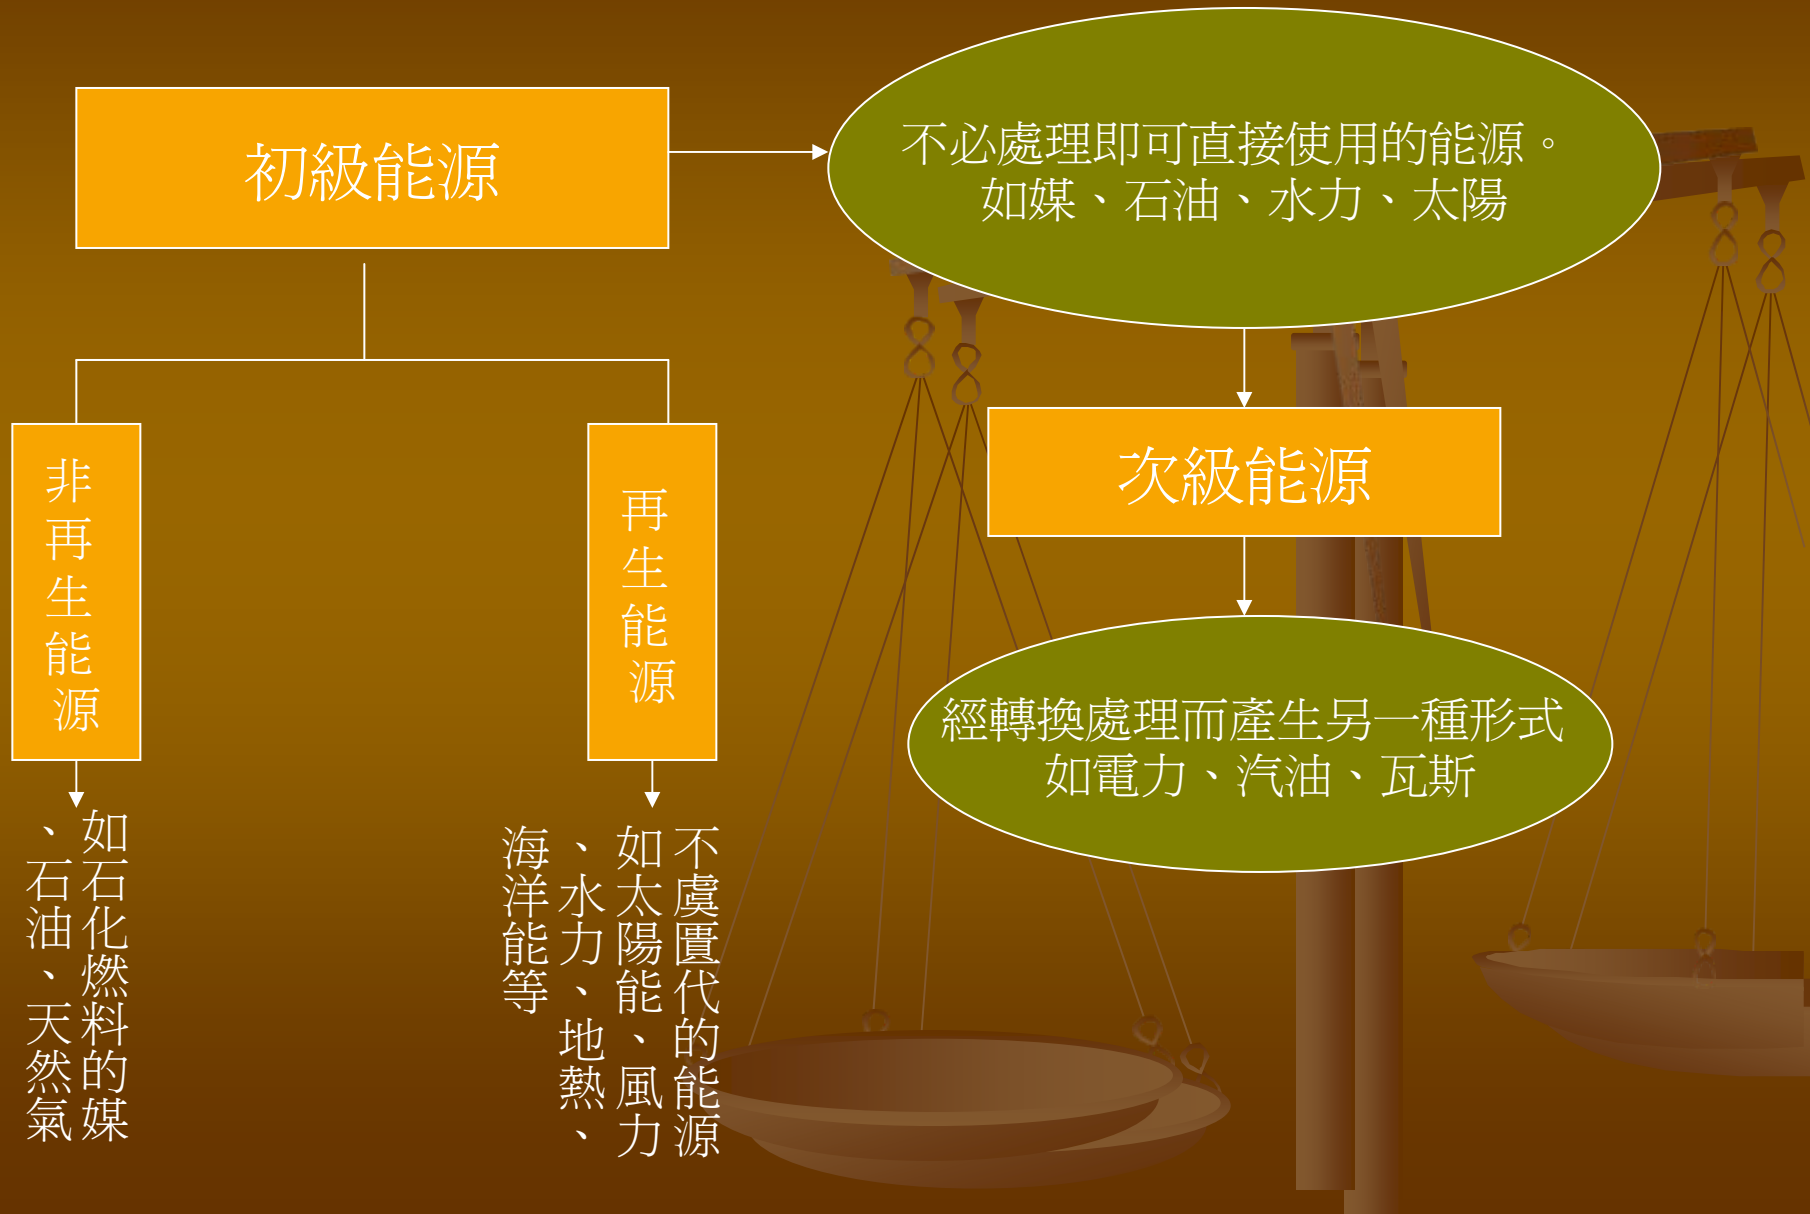 初級能源
不必處理即可直接使用的能源。
如媒、石油、水力、太陽
次級能源
經轉換處理而產生另一種形式
如電力、汽油、瓦斯
非再生能源
如石化燃料的媒
、石油、天然氣
再生能源
不虞匱代的能源
如太陽能、風力
、水力、地熱、
海洋能等